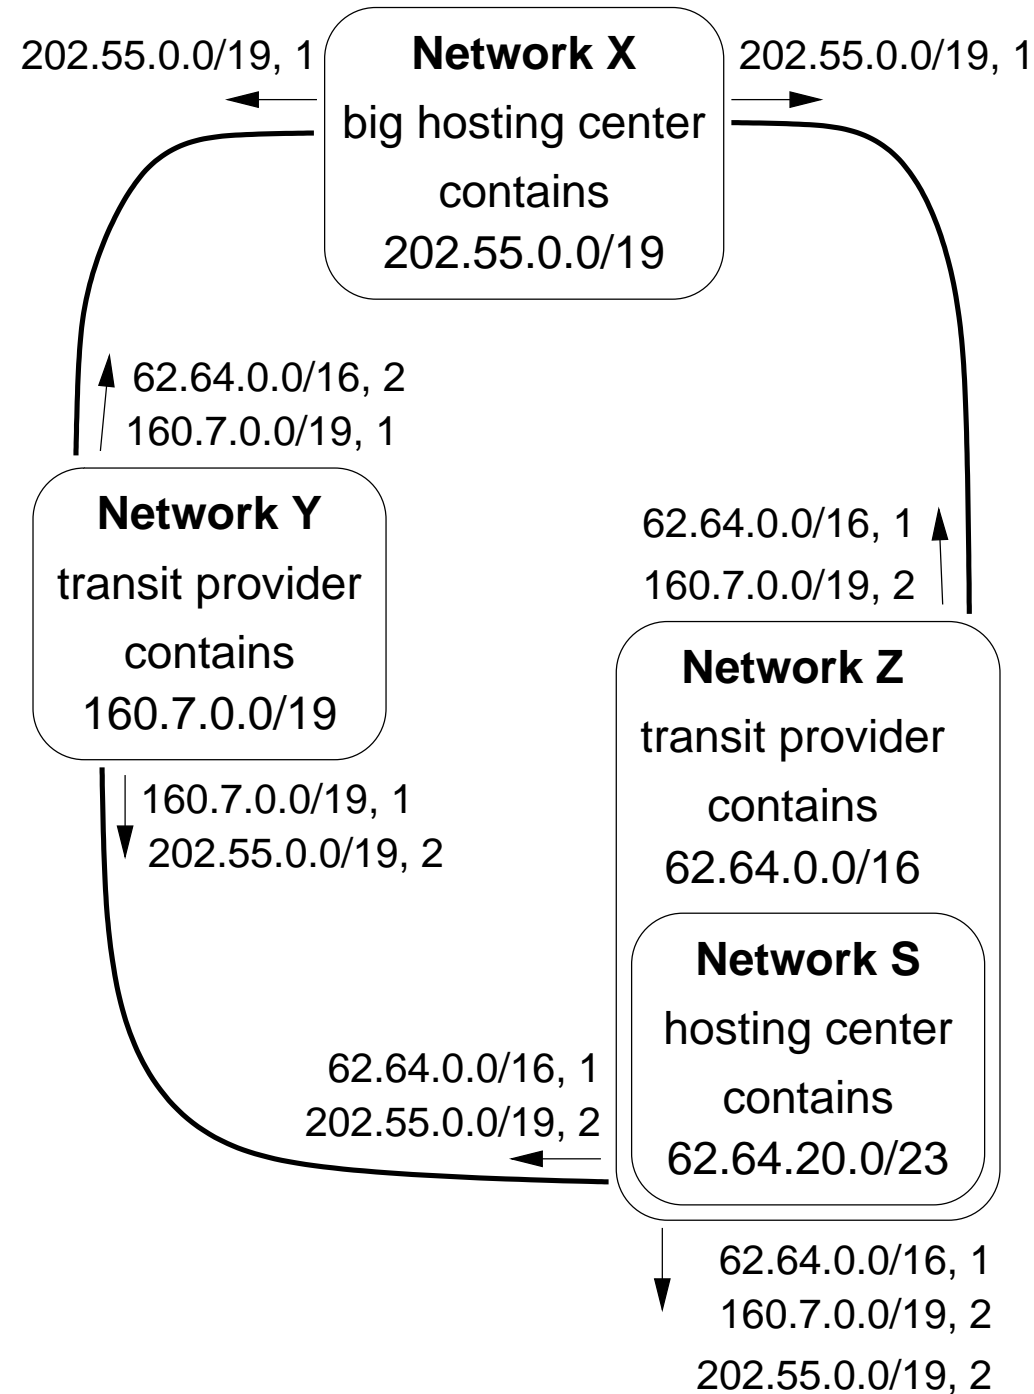 202.55.0.0/19, 1
Network X
202.55.0.0/19, 1
big hosting center
contains
202.55.0.0/19
62.64.0.0/16, 2
160.7.0.0/19, 1
Network Y
transit provider
contains
160.7.0.0/19
62.64.0.0/16, 1
160.7.0.0/19, 2
Network Z
transit provider
contains
62.64.0.0/16
160.7.0.0/19, 1
202.55.0.0/19, 2
Network S
hosting center
contains
62.64.20.0/23
62.64.0.0/16, 1
202.55.0.0/19, 2
62.64.0.0/16, 1
160.7.0.0/19, 2
202.55.0.0/19, 2